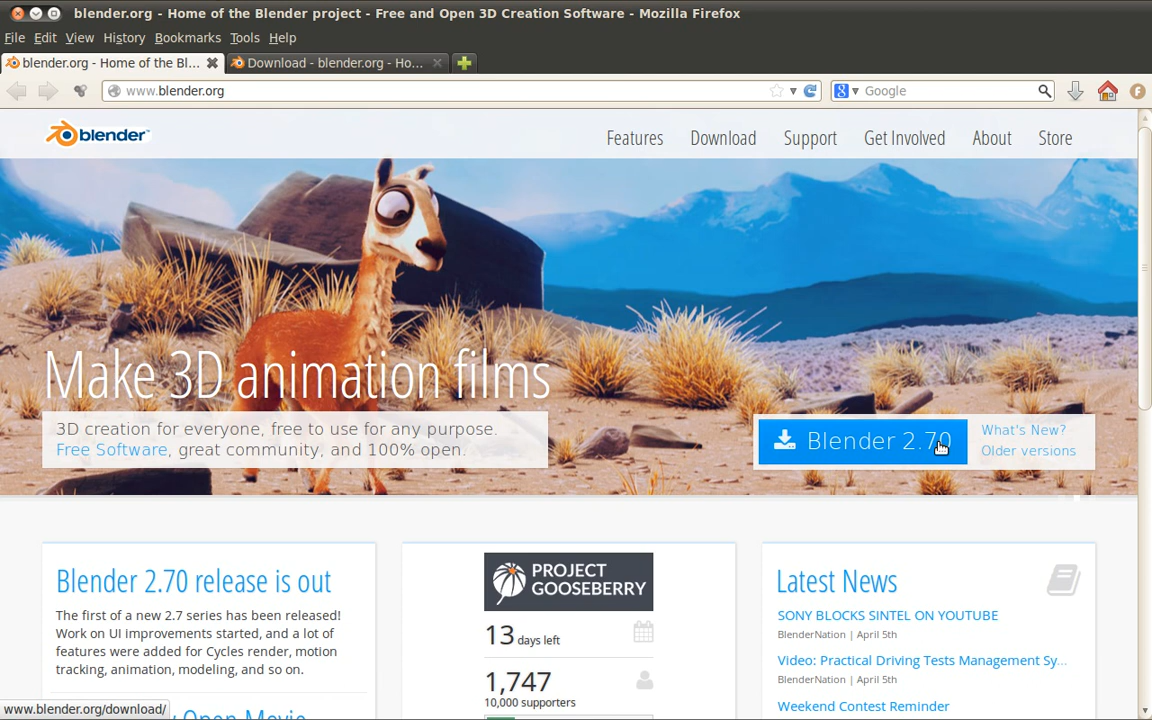 blender.org - Home of the Blender project - Free and Open 3D Creation Software - Mozilla Firefox
File Edit View History Bookmarks Tools Help
blender.org - Home of the Bl... Download - blender.org - Ho...
www.blender.org Google
blender
Features Download Support Get Involved About Store
Make 3D animation films
3D creation for everyone, free to use for any purpose.
Free Software, great community, and 100% open.
Blender 2.70
What's New?
Older versions
Blender 2.70 release is out
The first of a new 2.7 series has been released!
Work on UI improvements started, and a lot of
features were added for Cycles render, motion
tracking, animation, modeling, and so on.
Open Movie
PROJECT
GOOSEBERRY
13 days left
1,747
10,000 supporters
Latest News
SONY BLOCKS SINTEL ON YOUTUBE
BlenderNation | April 5th
Video: Practical Driving Tests Management Sy...
BlenderNation | April 5th
Weekend Contest Reminder
www.blender.org/download/